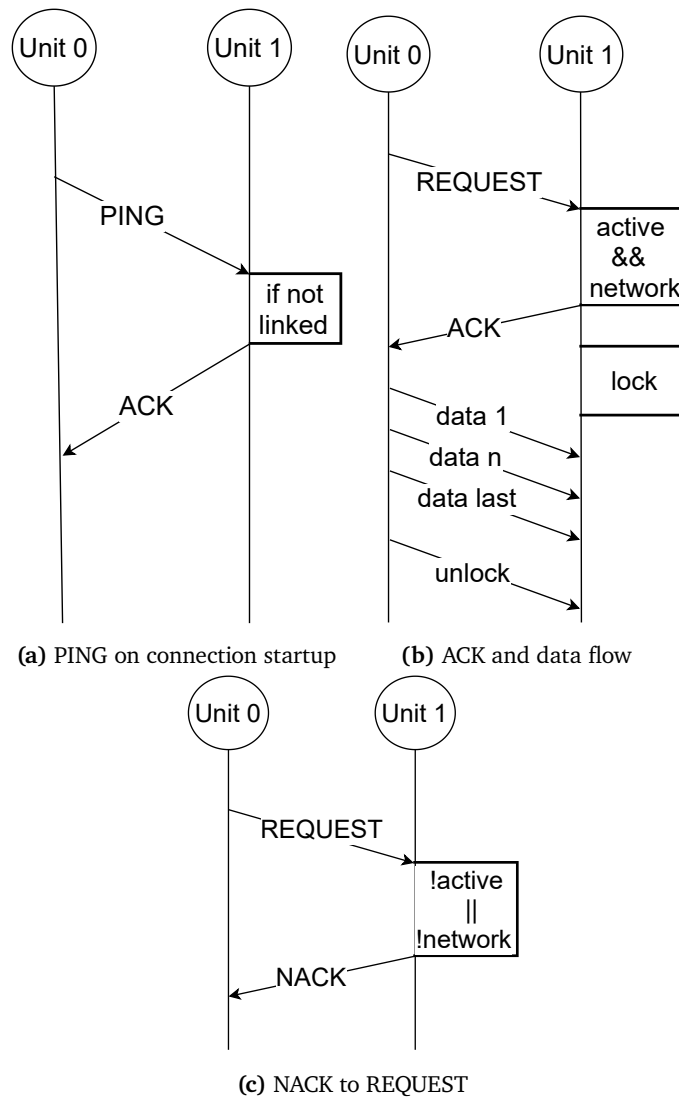 Unit 0
Unit 1
PING
if not
linked
ACK
(a) PING on connection startup
Unit 0
Unit 1
REQUEST
active
&&
network
ACK
lock
data 1
data n
data last
unlock
(b) ACK and data flow
Unit 0
Unit 1
REQUEST
!active
||
!network
NACK
(c) NACK to REQUEST